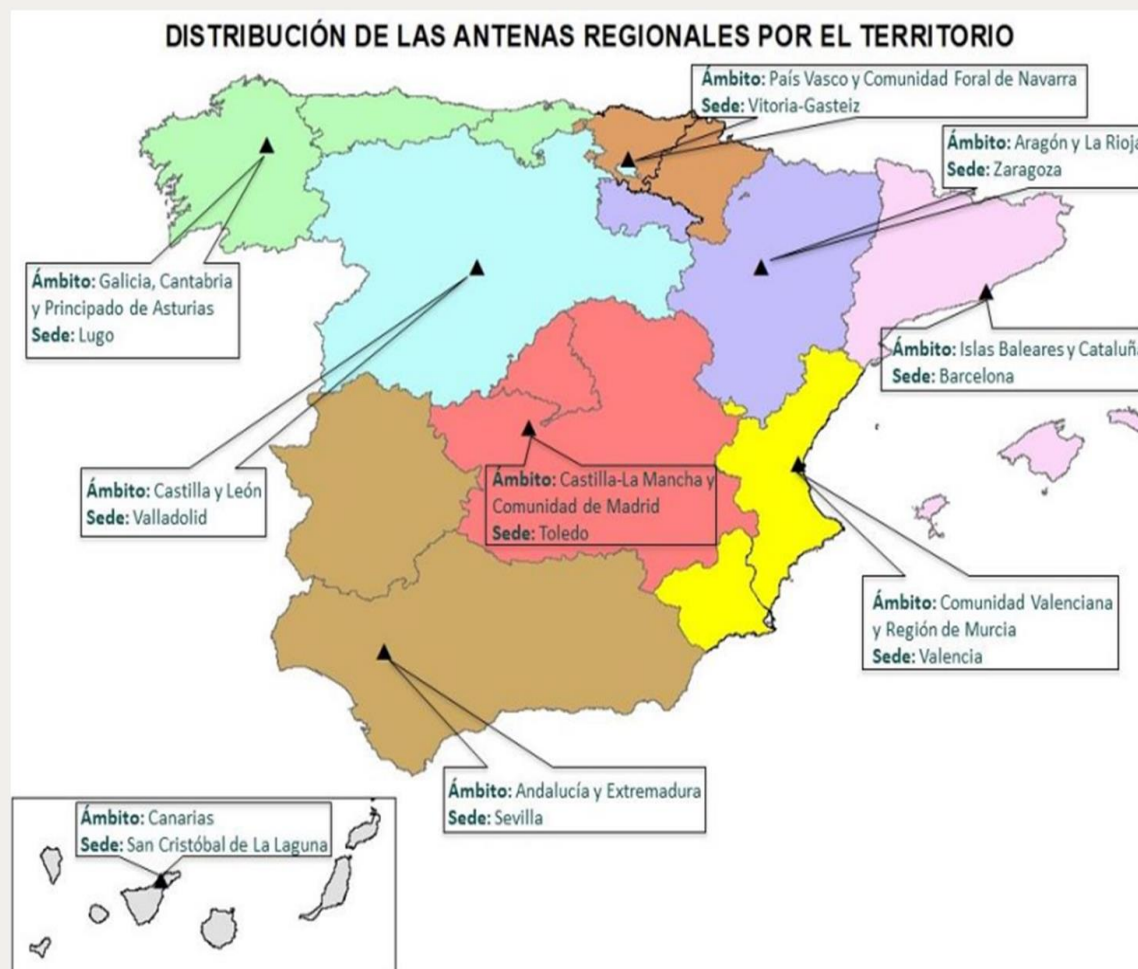 DISTRIBUCIÓN DE LAS ANTENAS REGIONALES POR EL TERRITORIO
Ámbito: País Vasco y Comunidad Foral de Navarra
Sede: Vitoria-Gasteiz
Ámbito: Aragón y La Rioja
Sede: Zaragoza
Ámbito: Galicia, Cantabria
y Principado de Asturias
Sede: Lugo
Ámbito: Islas Baleares y Cataluña
Sede: Barcelona
Ámbito: Castilla y León
Sede: Valladolid
Ámbito: Castilla-La Mancha y
Comunidad de Madrid
Sede: Toledo
Ámbito: Comunidad Valenciana
y Región de Murcia
Sede: Valencia
Ámbito: Andalucía y Extremadura
Sede: Sevilla
Ámbito: Canarias
Sede: San Cristóbal de La Laguna